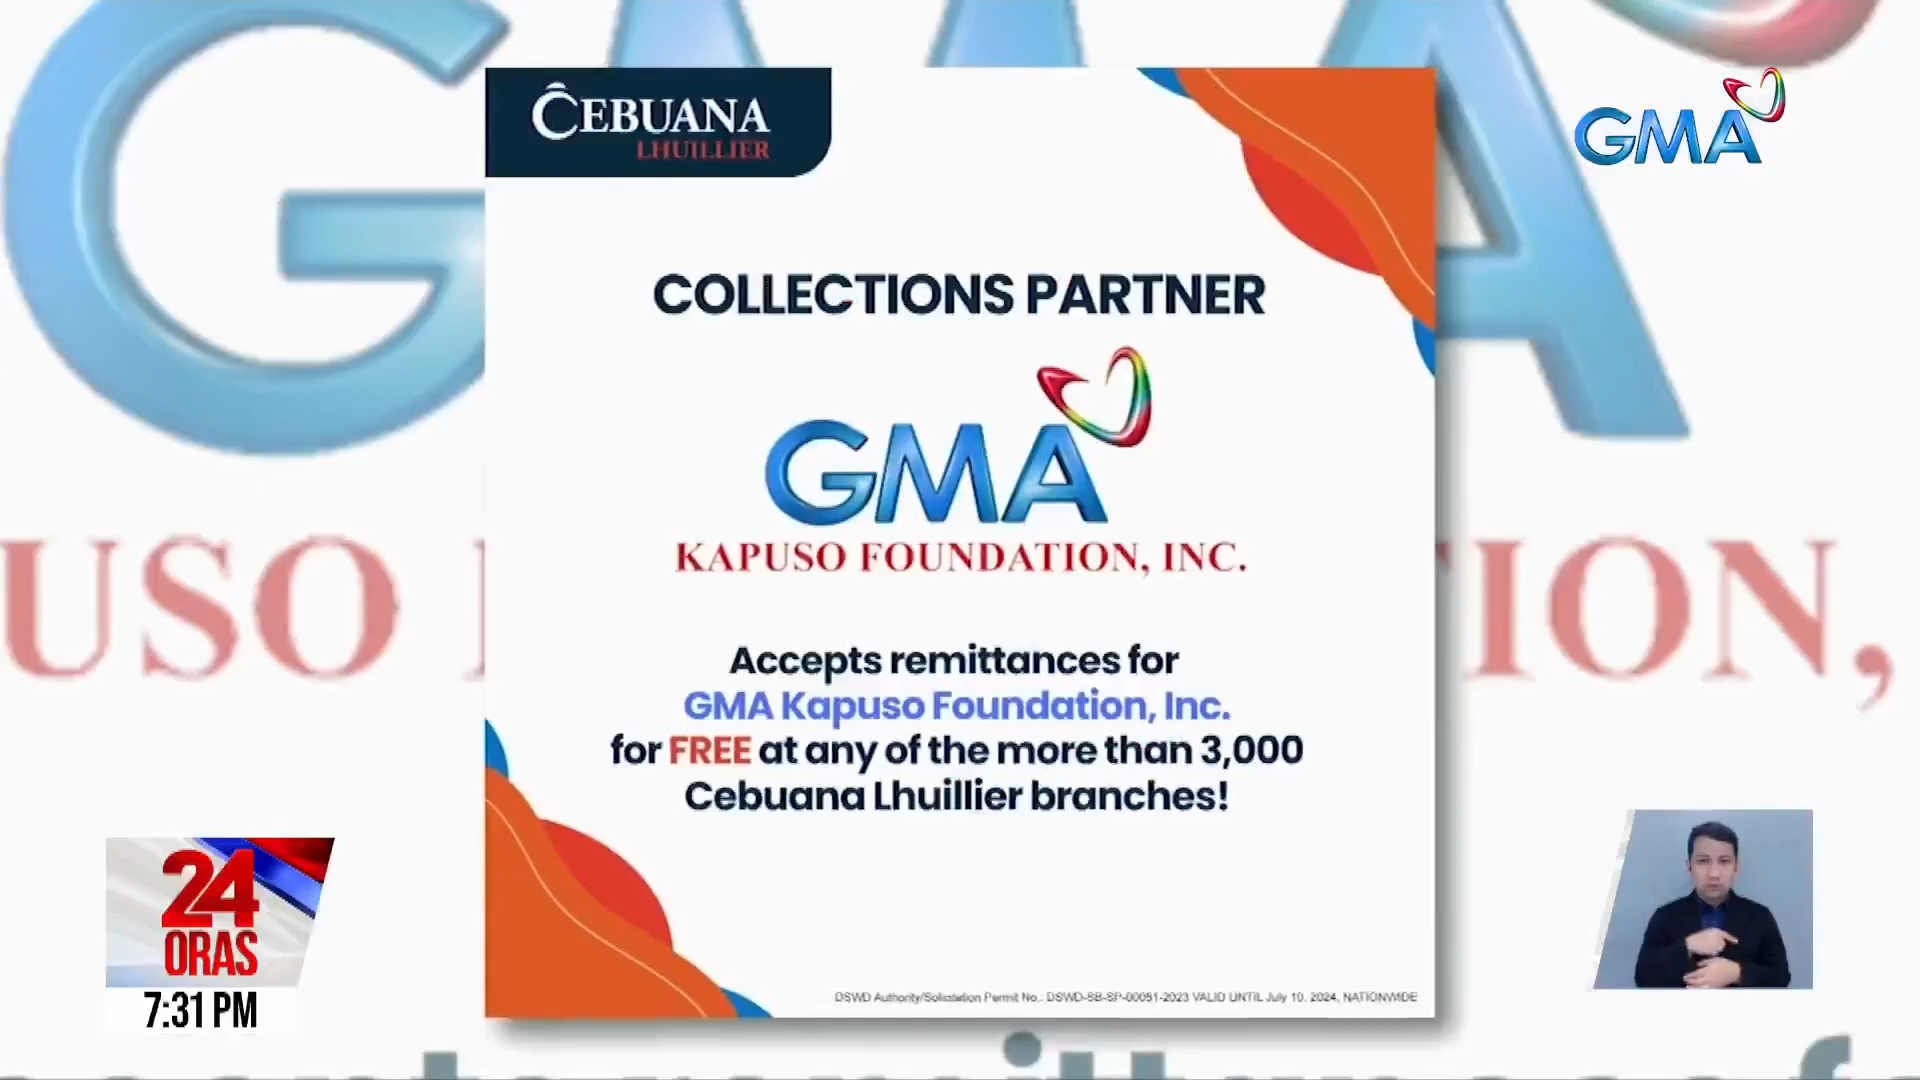 CEBUANA
LHUILLIER
GMA
COLLECTIONS PARTNER
GMA
KAPUSO FOUNDATION, INC.
Accepts remittances for
GMA Kapuso Foundation, Inc.
for FREE at any of the more than 3,000
Cebuana Lhuillier branches!
DSWD Authority/Solicitation Permit No.: DSWD-SB-SP-00051-2023 VALID UNTIL July 10, 2024, NATIONWIDE
24
ORAS
7:31 PM